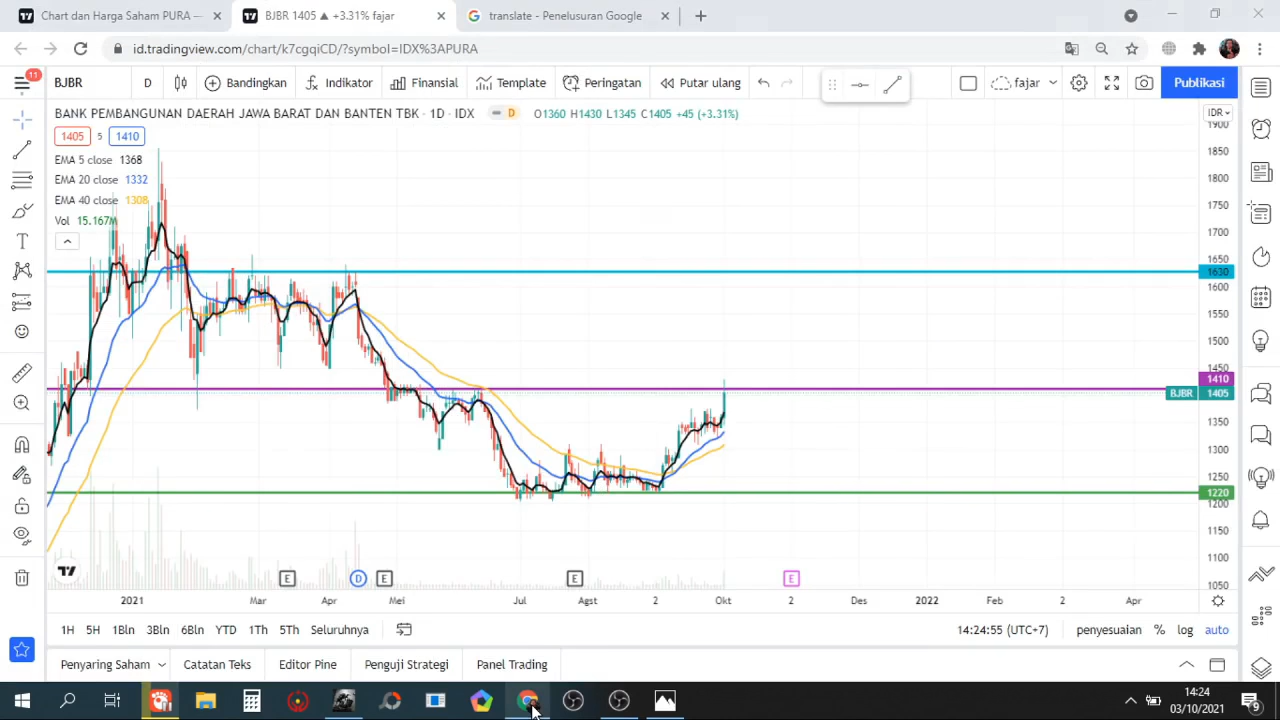 Chart dan Harga Saham PURA —
BJBR 1405 ▲ +3.31% fajar
translate - Penelusuran Google
id.tradingview.com/chart/k7cgqiCD/?symbol=IDX%3APURA
11
BJBR
D
Bandingkan
Indikator
Finansial
Template
Peringatan
Putar ulang
fajar
Publikasi
BANK PEMBANGUNAN DAERAH JAWA BARAT DAN BANTEN TBK · 1D · IDX
D
O1360 H1430 L1345 C1405 +45 (+3.31%)
IDR
1405 5 1410
EMA 5 close 1368
EMA 20 close 1332
EMA 40 close 1308
Vol 15.167M
1900
1850
1800
1750
1700
1650
1630
1600
1550
1500
1450
1410
BJBR 1405
1350
1300
1250
1220
1200
1150
1100
1050
E D E E E
2021 Mar Apr Mei Jul Agst 2 Okt 2 Des 2022 Feb 2 Apr
1H 5H 1Bln 3Bln 6Bln YTD 1Th 5Th Seluruhnya
14:24:55 (UTC+7) penyesuaian % log auto
Penyaring Saham Catatan Teks Editor Pine Penguji Strategi Panel Trading
14:24
03/10/2021
9